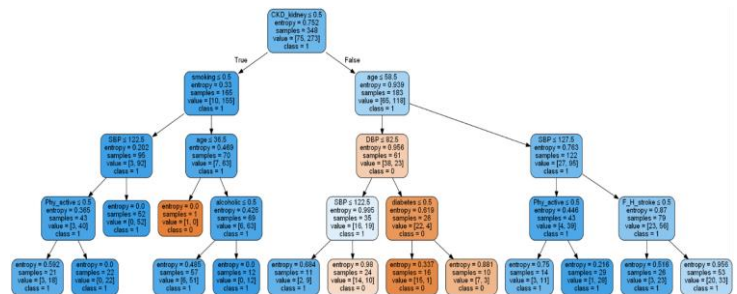 CKD_kidney ≤ 0.5
entropy = 0.752
samples = 348
value = [75, 273]
class = 1
True
False
smoking ≤ 0.5
entropy = 0.33
samples = 165
value = [10, 155]
class = 1
age ≤ 58.5
entropy = 0.939
samples = 183
value = [65, 118]
class = 1
SBP ≤ 122.5
entropy = 0.202
samples = 95
value = [3, 92]
class = 1
age ≤ 36.5
entropy = 0.469
samples = 70
value = [7, 63]
class = 1
DBP ≤ 82.5
entropy = 0.956
samples = 61
value = [38, 23]
class = 0
SBP ≤ 127.5
entropy = 0.763
samples = 122
value = [27, 95]
class = 1
Phy_active ≤ 0.5
entropy = 0.365
samples = 43
value = [3, 40]
class = 1
entropy = 0.0
samples = 52
value = [0, 52]
class = 1
entropy = 0.0
samples = 1
value = [1, 0]
class = 0
alcoholic ≤ 0.5
entropy = 0.426
samples = 69
value = [6, 63]
class = 1
SBP ≤ 122.5
entropy = 0.995
samples = 35
value = [16, 19]
class = 1
diabetes ≤ 0.5
entropy = 0.619
samples = 26
value = [22, 4]
class = 0
Phy_active ≤ 0.5
entropy = 0.446
samples = 43
value = [4, 39]
class = 1
F_H_stroke ≤ 0.5
entropy = 0.87
samples = 79
value = [23, 56]
class = 1
entropy = 0.592
samples = 21
value = [3, 18]
class = 1
entropy = 0.0
samples = 22
value = [0, 22]
class = 1
entropy = 0.485
samples = 57
value = [6, 51]
class = 1
entropy = 0.0
samples = 12
value = [0, 12]
class = 1
entropy = 0.684
samples = 11
value = [2, 9]
class = 1
entropy = 0.98
samples = 24
value = [14, 10]
class = 0
entropy = 0.337
samples = 16
value = [15, 1]
class = 0
entropy = 0.881
samples = 10
value = [7, 3]
class = 0
entropy = 0.75
samples = 14
value = [3, 11]
class = 1
entropy = 0.216
samples = 29
value = [1, 28]
class = 1
entropy = 0.516
samples = 26
value = [3, 23]
class = 1
entropy = 0.956
samples = 53
value = [20, 33]
class = 1